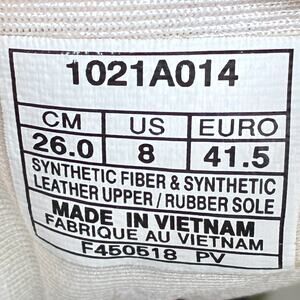 1021A014
CM US EURO
26.0 8 41.5
SYNTHETIC FIBER & SYNTHETIC
LEATHER UPPER / RUBBER SOLE
MADE IN VIETNAM
FABRIQUE AU VIETNAM
F450518 PV